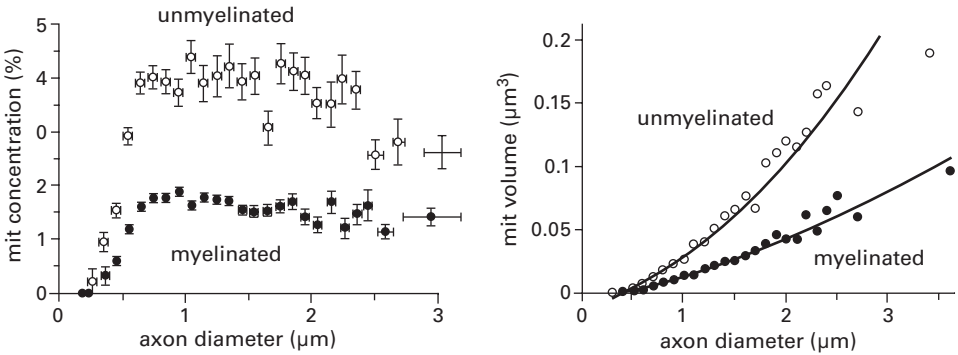 unmyelinated
mit concentration (%)
5
4
0
2
1
0
myelinated
0
1
2
3
axon diameter (µm)
mit volume (µm³)
0.2
0.15
0.1
0.05
0
unmyelinated
myelinated
0
1
2
3
axon diameter (µm)